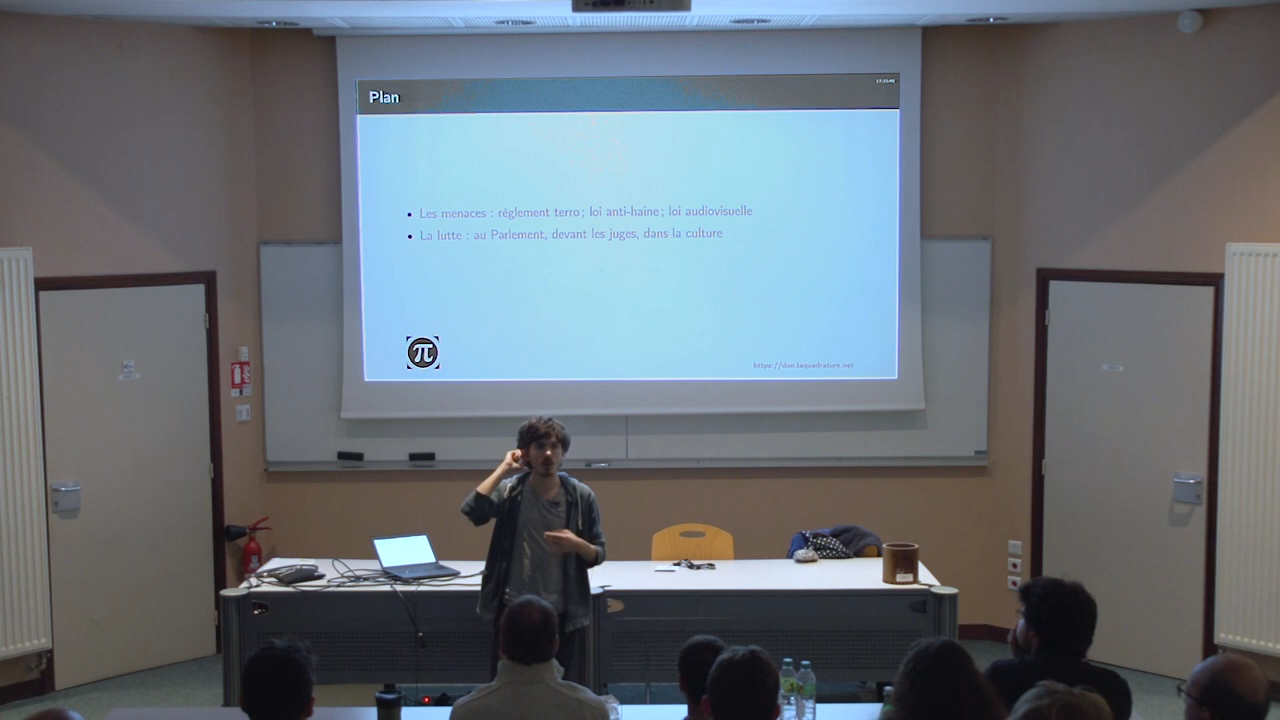 Plan
• Les menaces : règlement terro ; loi anti-haine ; loi audiovisuelle
• La lutte : au Parlement, devant les juges, dans la culture
π
https://don.laquadrature.net